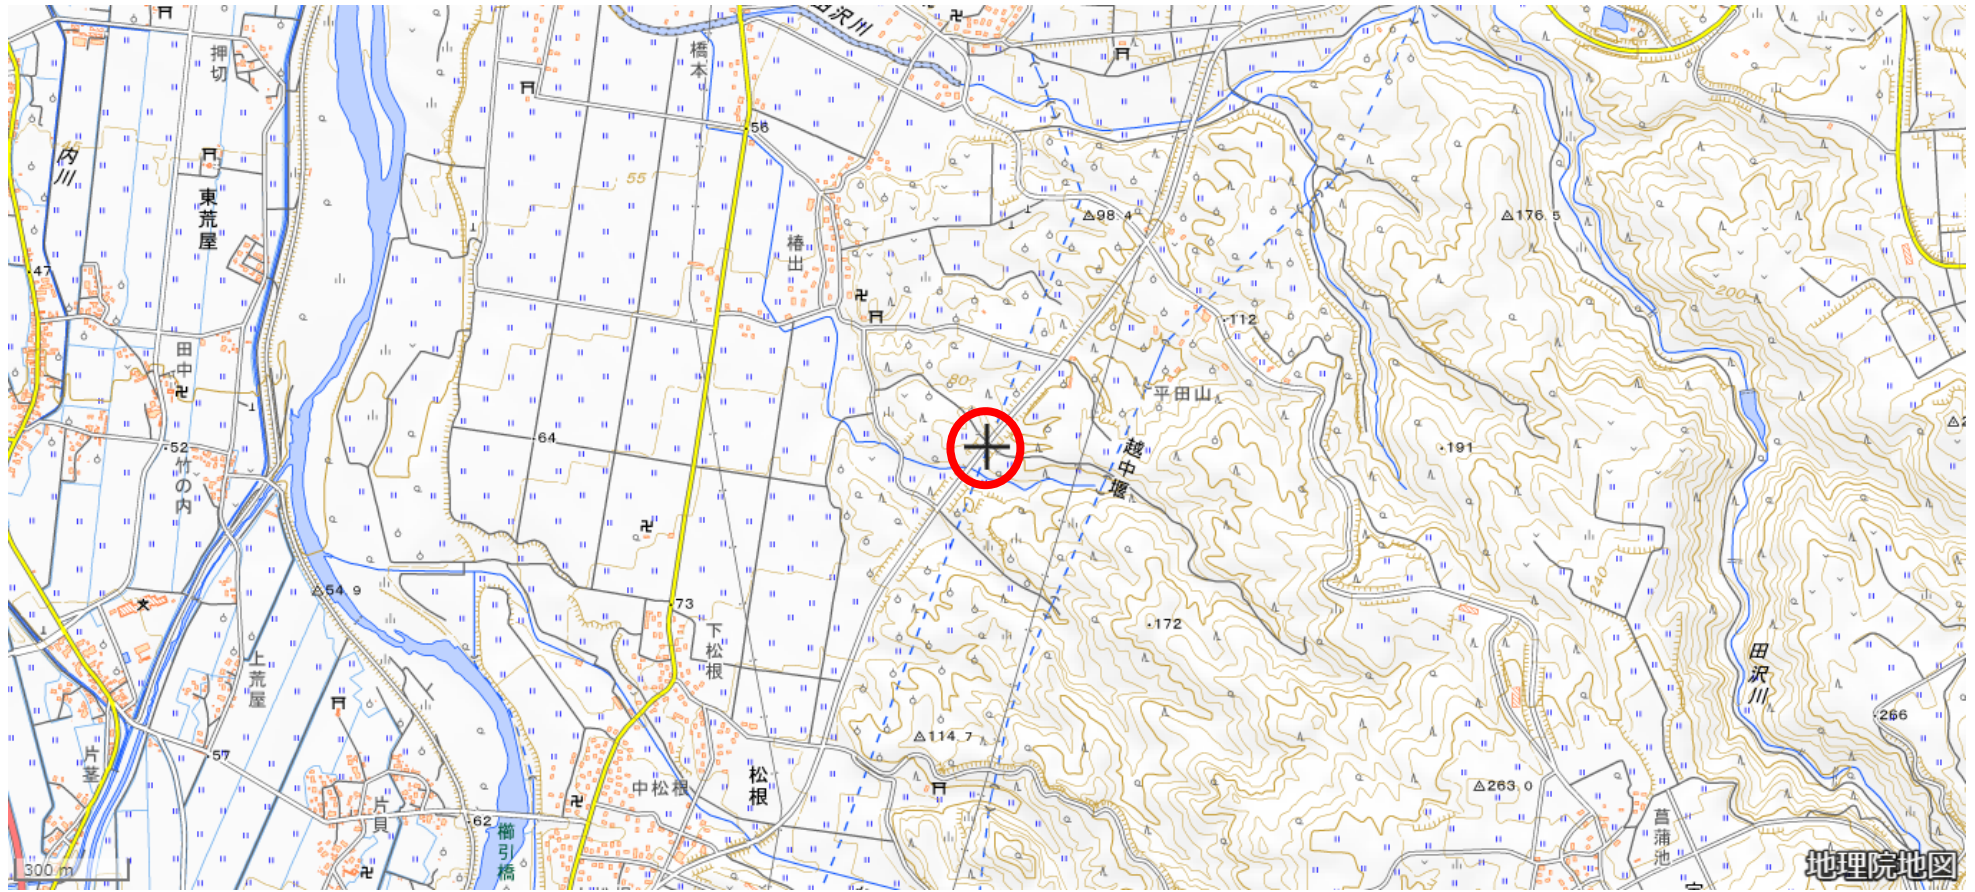 田沢川
押切
橋本
内川
45
56
55
東荒屋
98.4
176.5
椿出
47
200
112
田中
80
平田山
52
64
191
越中堰
竹の内
54.9
240
73
172
下松根
上荒屋
田沢川
266
114.7
57
片茎
松根
中松根
263.0
片貝
62
櫛引橋
菖蒲池
300 m
地理院地図